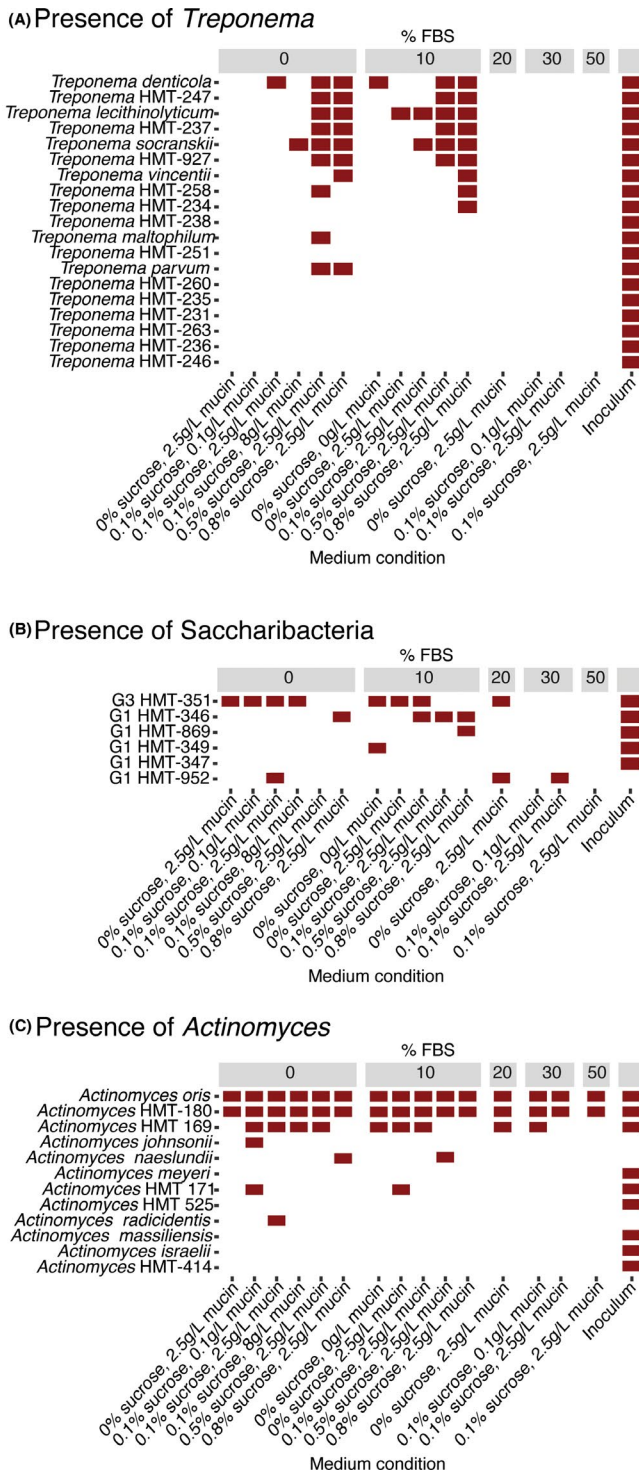 (A) Presence of Treponema
% FBS
0 10 20 30 50
Treponema denticola
Treponema HMT-247
Treponema lecithinolyticum
Treponema HMT-237
Treponema socranskii
Treponema HMT-927
Treponema vincentii
Treponema HMT-258
Treponema HMT-234
Treponema HMT-238
Treponema maltophilum
Treponema HMT-251
Treponema parvum
Treponema HMT-260
Treponema HMT-235
Treponema HMT-231
Treponema HMT-263
Treponema HMT-236
Treponema HMT-246
0% sucrose, 2.5g/L mucin
0.1% sucrose, 0.1g/L mucin
0.1% sucrose, 2.5g/L mucin
0.1% sucrose, 8g/L mucin
0.5% sucrose, 2.5g/L mucin
0.8% sucrose, 2.5g/L mucin
0% sucrose, 0g/L mucin
0% sucrose, 2.5g/L mucin
0.1% sucrose, 2.5g/L mucin
0.5% sucrose, 2.5g/L mucin
0.8% sucrose, 2.5g/L mucin
0% sucrose, 2.5g/L mucin
0.1% sucrose, 0.1g/L mucin
0.1% sucrose, 2.5g/L mucin
0.1% sucrose, 2.5g/L mucin
Inoculum
Medium condition
(B) Presence of Saccharibacteria
% FBS
0 10 20 30 50
G3 HMT-351
G1 HMT-346
G1 HMT-869
G1 HMT-349
G1 HMT-347
G1 HMT-952
0% sucrose, 2.5g/L mucin
0.1% sucrose, 0.1g/L mucin
0.1% sucrose, 2.5g/L mucin
0.1% sucrose, 8g/L mucin
0.5% sucrose, 2.5g/L mucin
0.8% sucrose, 2.5g/L mucin
0% sucrose, 0g/L mucin
0% sucrose, 2.5g/L mucin
0.1% sucrose, 2.5g/L mucin
0.5% sucrose, 2.5g/L mucin
0.8% sucrose, 2.5g/L mucin
0% sucrose, 2.5g/L mucin
0.1% sucrose, 0.1g/L mucin
0.1% sucrose, 2.5g/L mucin
0.1% sucrose, 2.5g/L mucin
Inoculum
Medium condition
(C) Presence of Actinomyces
% FBS
0 10 20 30 50
Actinomyces oris
Actinomyces HMT-180
Actinomyces HMT 169
Actinomyces johnsonii
Actinomyces naeslundii
Actinomyces meyeri
Actinomyces HMT 171
Actinomyces HMT 525
Actinomyces radicidentis
Actinomyces massiliensis
Actinomyces israelii
Actinomyces HMT-414
0% sucrose, 2.5g/L mucin
0.1% sucrose, 0.1g/L mucin
0.1% sucrose, 2.5g/L mucin
0.1% sucrose, 8g/L mucin
0.5% sucrose, 2.5g/L mucin
0.8% sucrose, 2.5g/L mucin
0% sucrose, 0g/L mucin
0% sucrose, 2.5g/L mucin
0.1% sucrose, 2.5g/L mucin
0.5% sucrose, 2.5g/L mucin
0.8% sucrose, 2.5g/L mucin
0% sucrose, 2.5g/L mucin
0.1% sucrose, 0.1g/L mucin
0.1% sucrose, 2.5g/L mucin
0.1% sucrose, 2.5g/L mucin
Inoculum
Medium condition